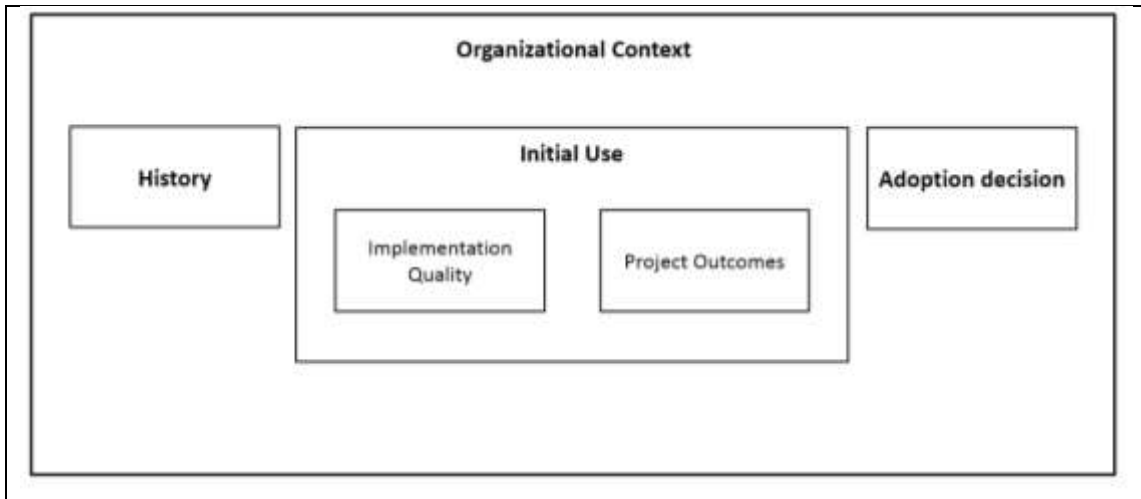 Organizational Context
History
Initial Use
Implementation
Quality
Project Outcomes
Adoption decision